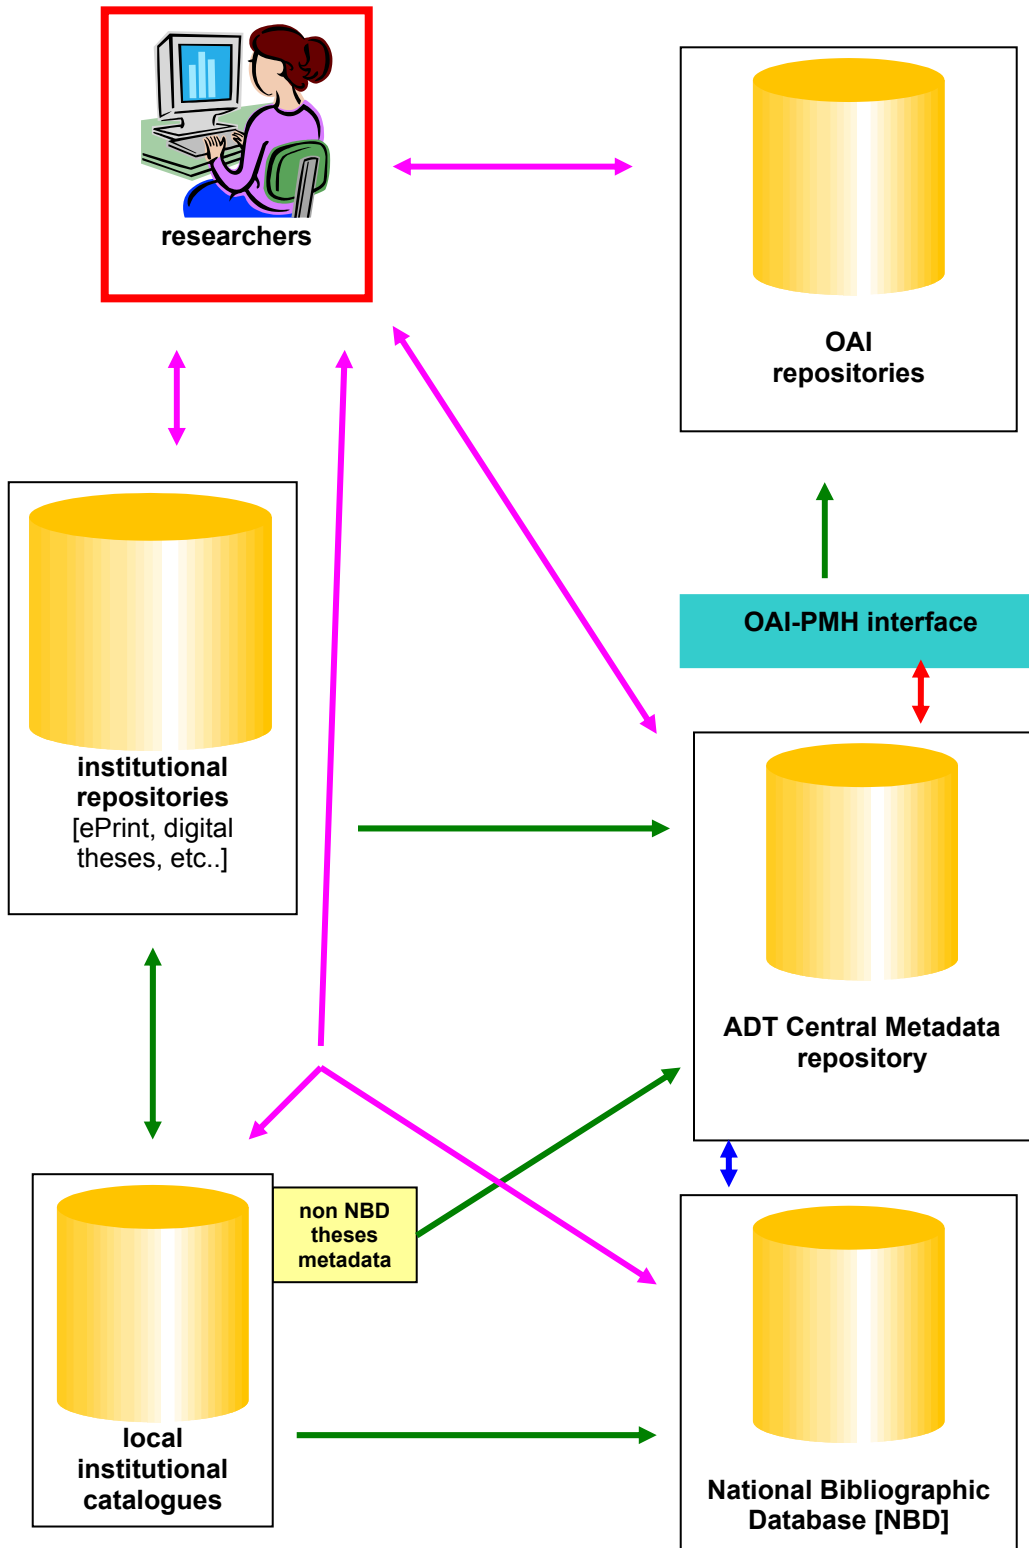 researchers
OAI
repositories
OAI-PMH interface
institutional
repositories
[ePrint, digital
theses, etc..]
ADT Central Metadata
repository
non NBD
theses
metadata
local
institutional
catalogues
National Bibliographic
Database [NBD]